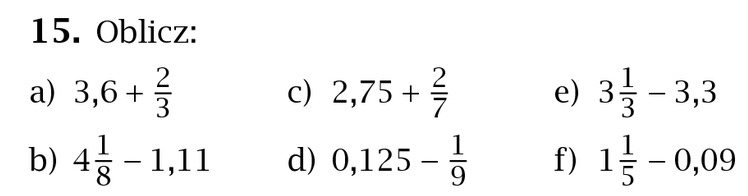 15. Oblicz:
a) 3,6 + 2/3 c) 2,75 + 2/7 e) 3 1/3 − 3,3
b) 4 1/8 − 1,11 d) 0,125 − 1/9 f) 1 1/5 − 0,09